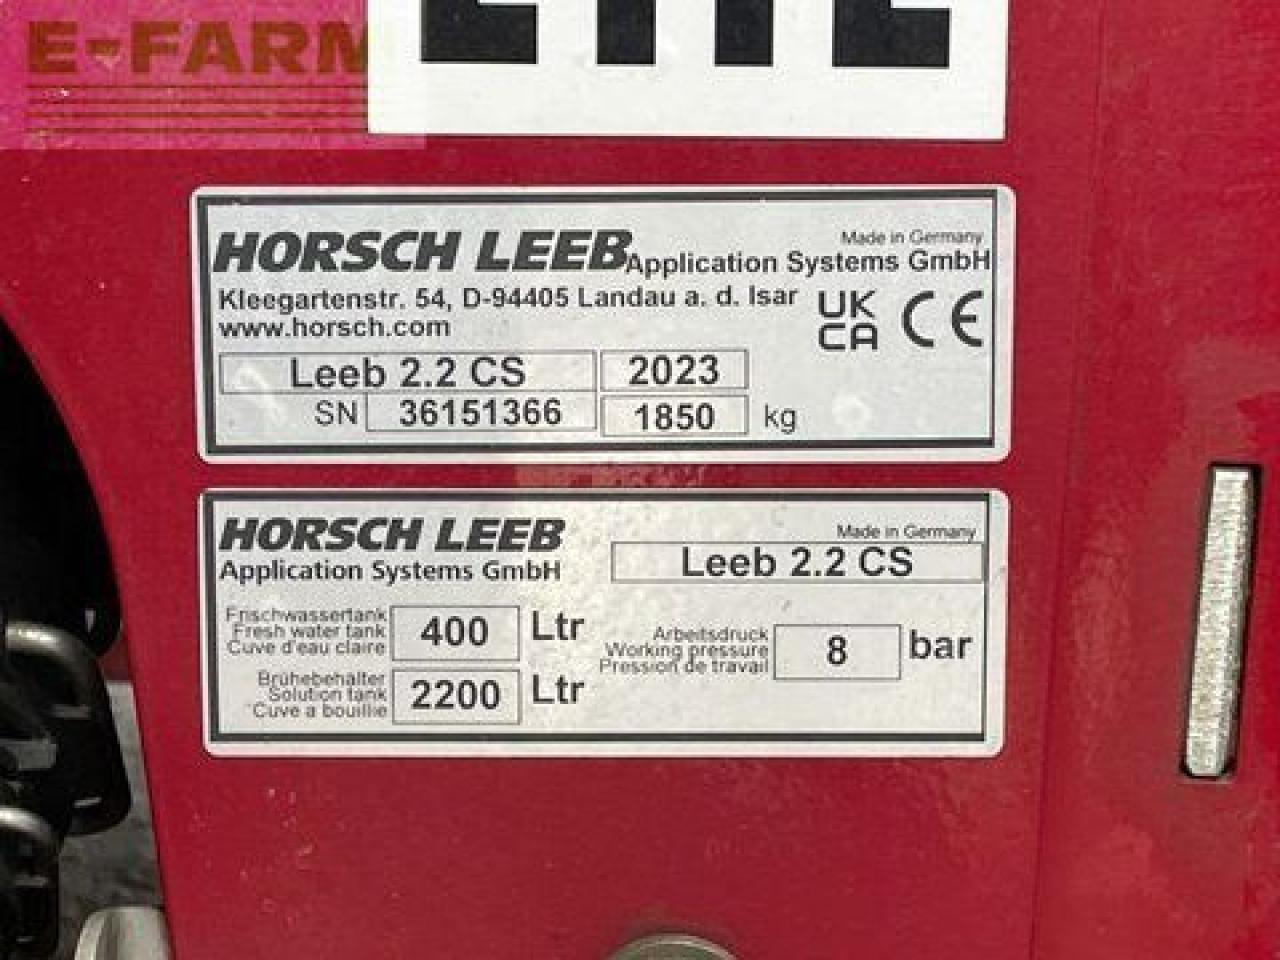 E-FARM
HORSCH LEEB Application Systems GmbH
Made in Germany
Kleegartenstr. 54, D-94405 Landau a. d. Isar
www.horsch.com
UK
CA CE
Leeb 2.2 CS 2023
SN 36151366 1850 kg
HORSCH LEEB
Application Systems GmbH
Made in Germany
Leeb 2.2 CS
Frischwassertank
Fresh water tank
Cuve d'eau claire
400 Ltr
Brühebehälter
Solution tank
Cuve a bouillie
2200 Ltr
Arbeitsdruck
Working pressure
Pression de travail
8 bar